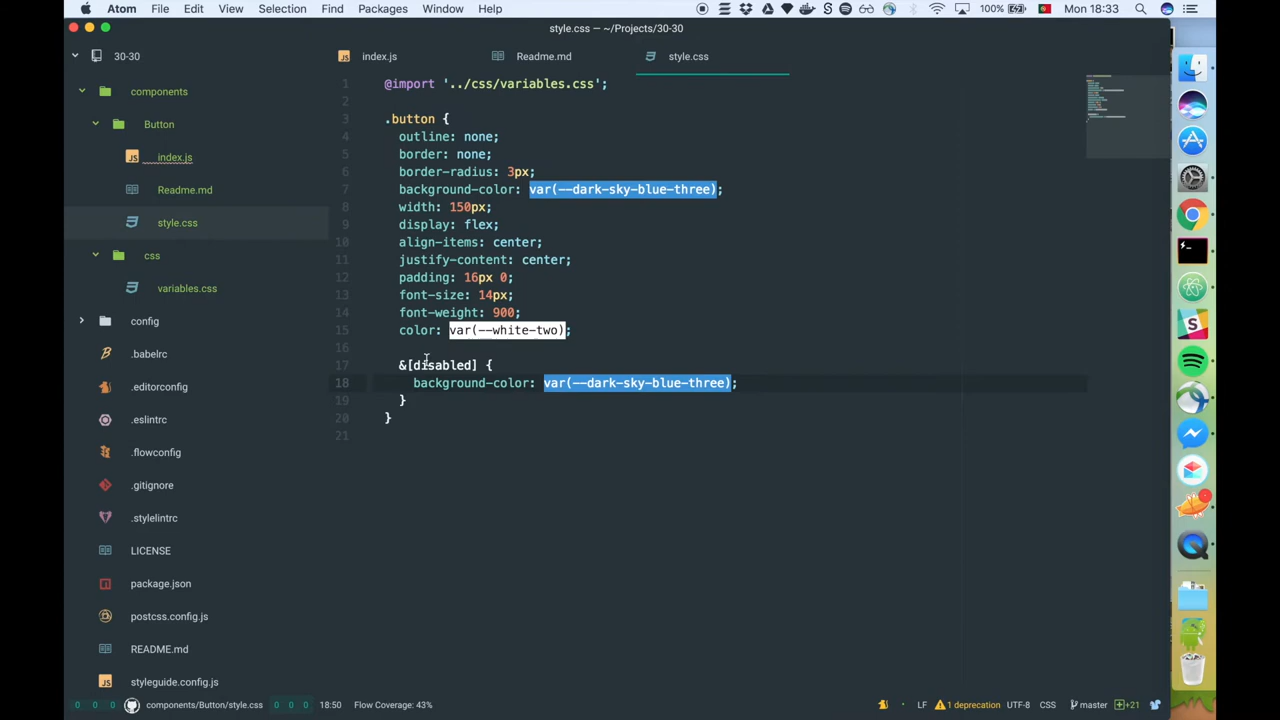 Atom File Edit View Selection Find Packages Window Help 100% Mon 18:33
style.css — ~/Projects/30-30
30-30 index.js Readme.md style.css
components
Button
index.js
Readme.md
style.css
css
variables.css
config
.babelrc
.editorconfig
.eslintrc
.flowconfig
.gitignore
.stylelintrc
LICENSE
package.json
postcss.config.js
README.md
styleguide.config.js
1 @import '../css/variables.css';
2
3 .button {
4 outline: none;
5 border: none;
6 border-radius: 3px;
7 background-color: var(--dark-sky-blue-three);
8 width: 150px;
9 display: flex;
10 align-items: center;
11 justify-content: center;
12 padding: 16px 0;
13 font-size: 14px;
14 font-weight: 900;
15 color: var(--white-two);
16
17 &[disabled] {
18 background-color: var(--dark-sky-blue-three);
19 }
20 }
21
0 0 0 components/Button/style.css 0 0 0 18:50 Flow Coverage: 43% LF 1 deprecation UTF-8 CSS master +21